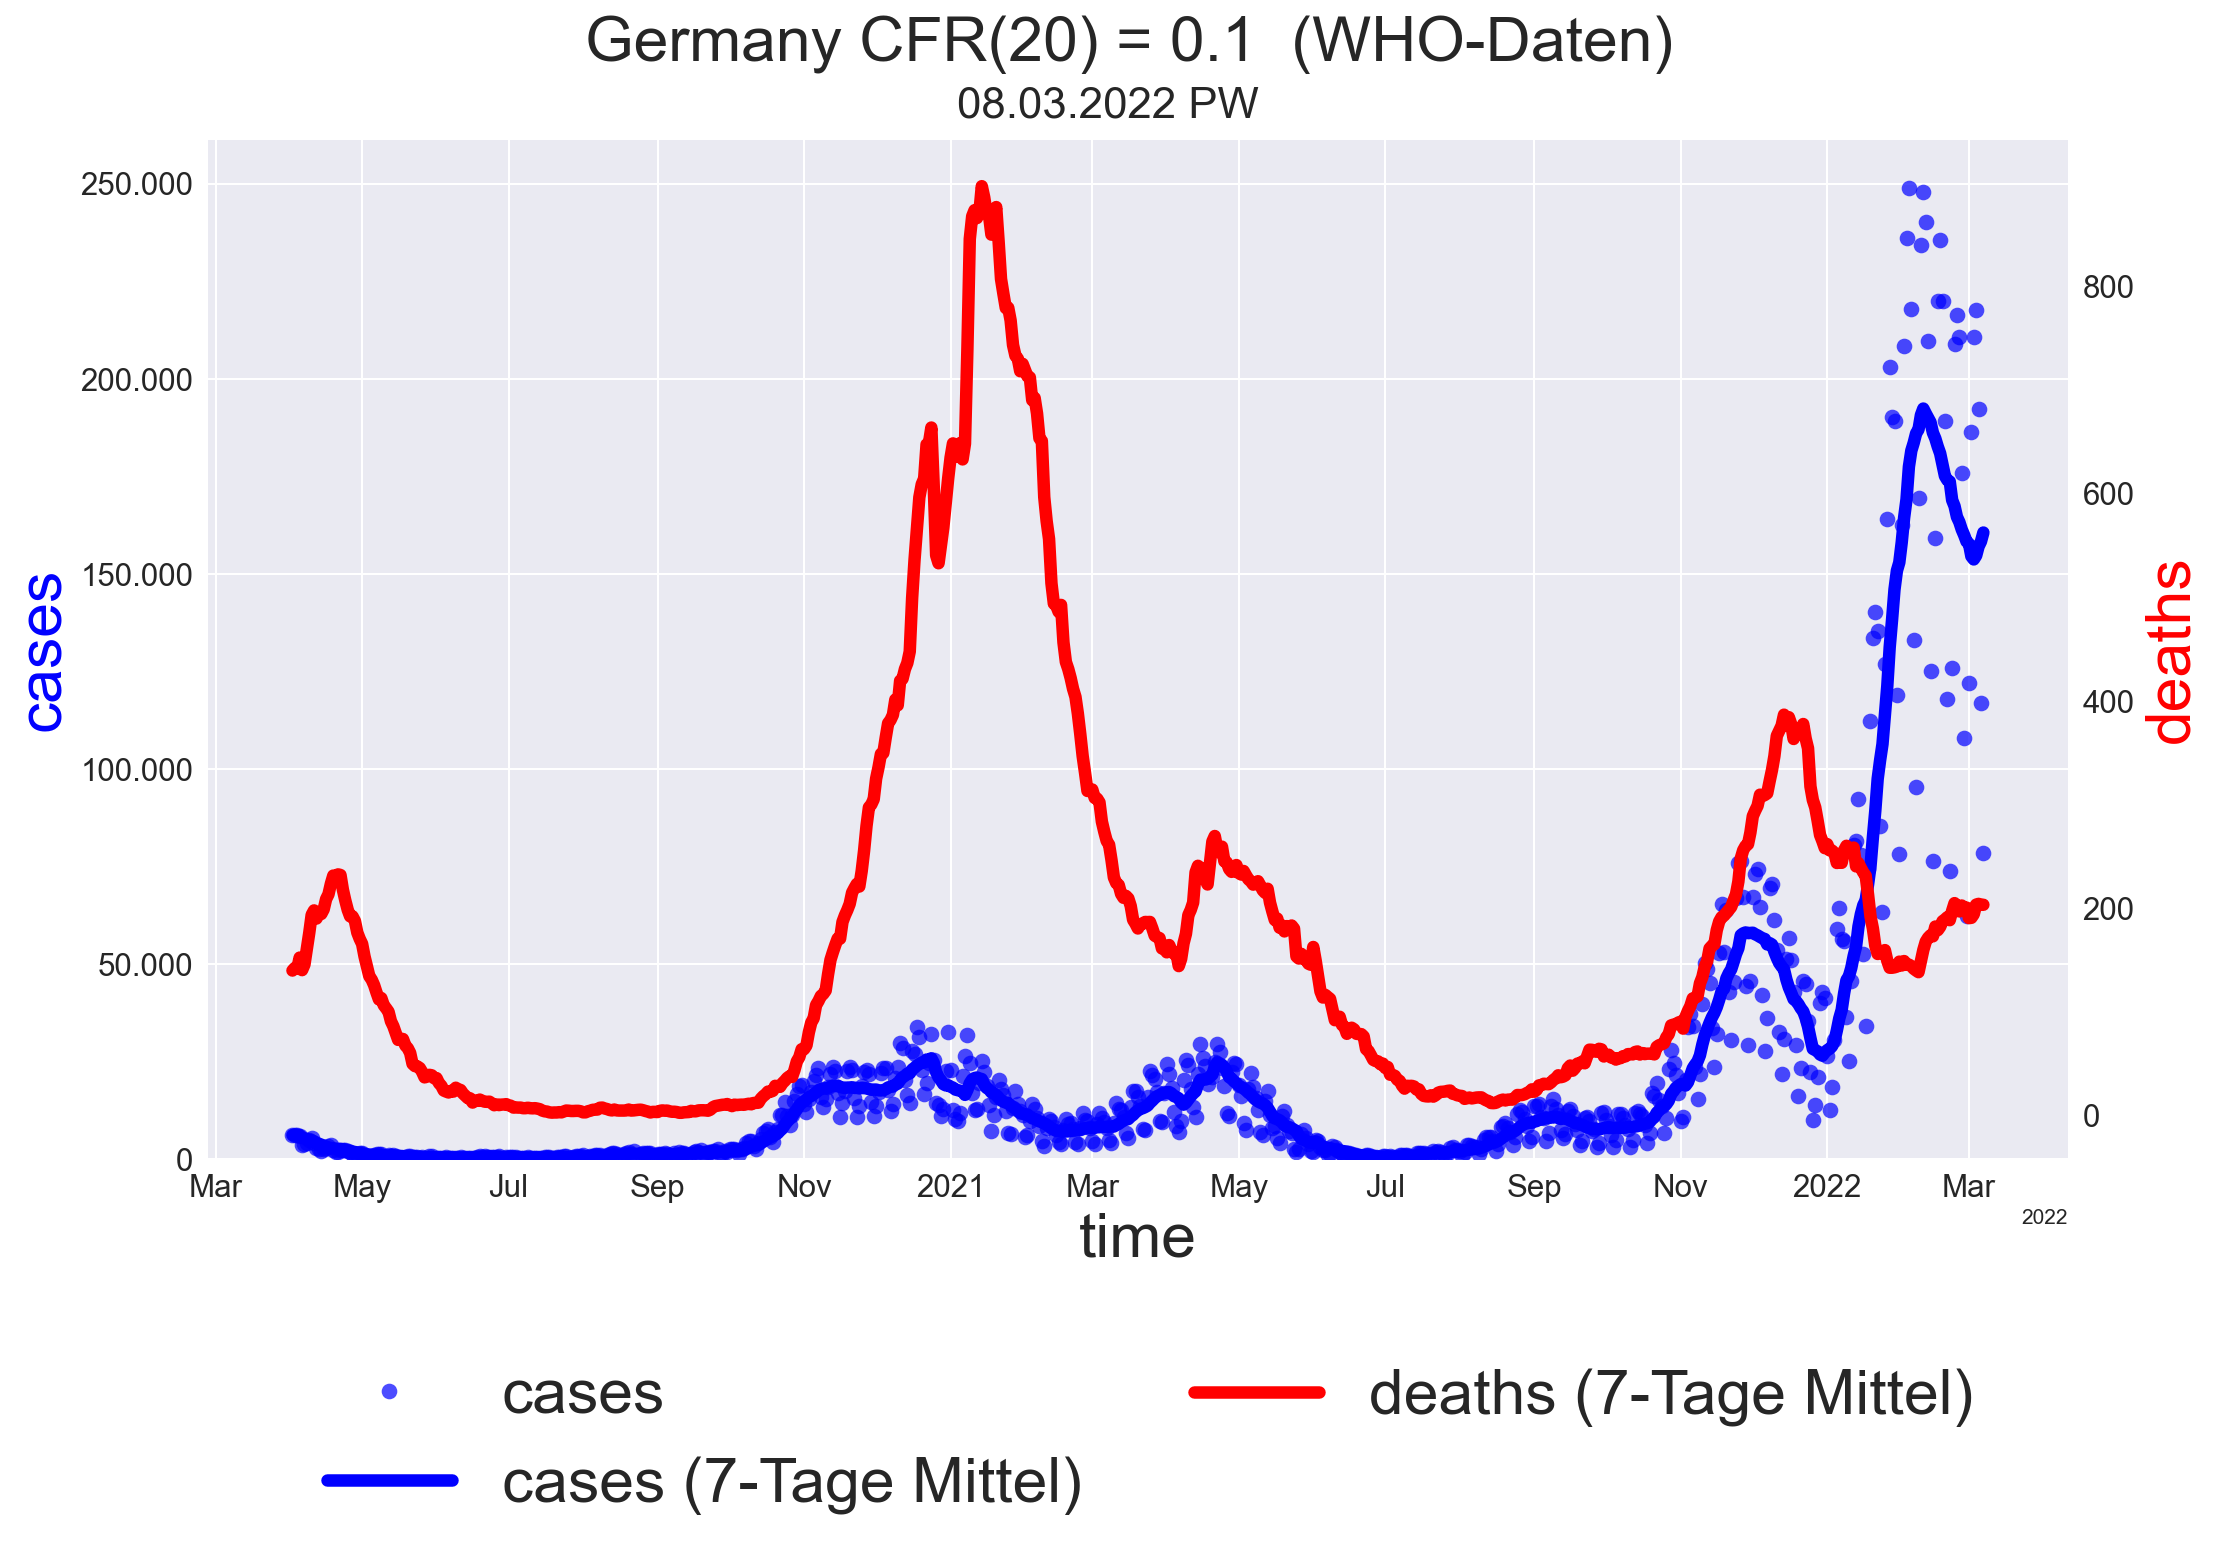 Germany CFR(20) = 0.1 (WHO-Daten)
08.03.2022 PW
250.000
200.000
150.000
100.000
50.000
0
cases
800
600
400
200
0
deaths
Mar May Jul Sep Nov 2021 Mar May Jul Sep Nov 2022 Mar
2022
time
cases
deaths (7-Tage Mittel)
cases (7-Tage Mittel)